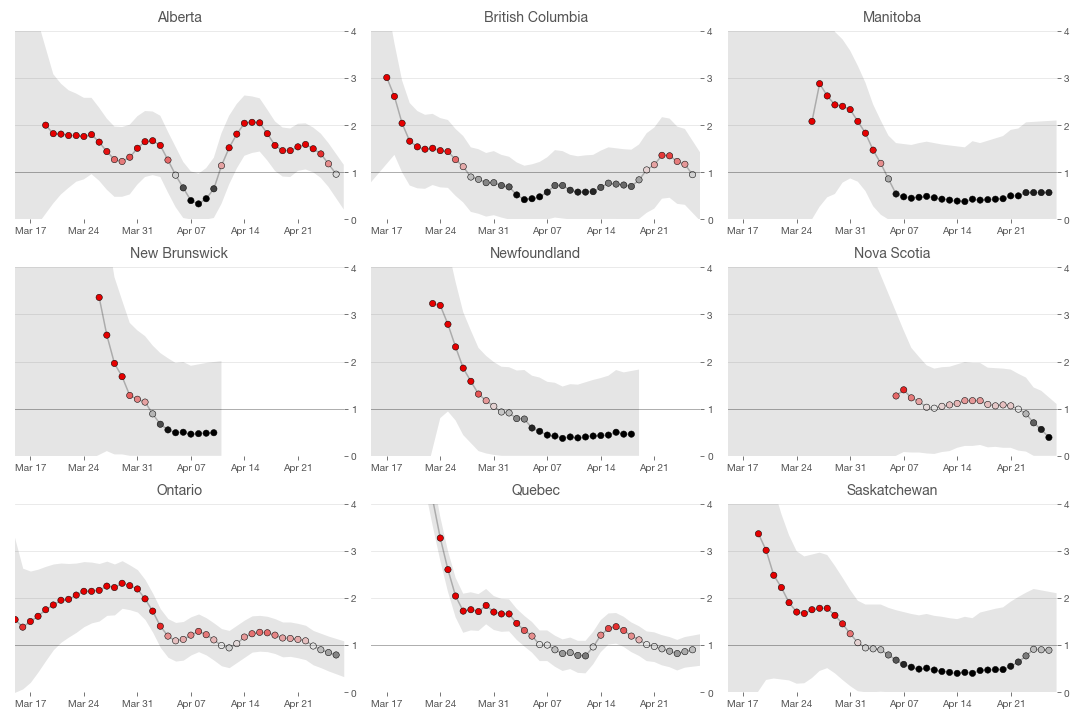 Alberta British Columbia Manitoba
4 4 4
3 3 3
2 2 2
1 1 1
0 0 0
Mar 17 Mar 24 Mar 31 Apr 07 Apr 14 Apr 21 Mar 17 Mar 24 Mar 31 Apr 07 Apr 14 Apr 21 Mar 17 Mar 24 Mar 31 Apr 07 Apr 14 Apr 21
New Brunswick Newfoundland Nova Scotia
4 4 4
3 3 3
2 2 2
1 1 1
0 0 0
Mar 17 Mar 24 Mar 31 Apr 07 Apr 14 Apr 21 Mar 17 Mar 24 Mar 31 Apr 07 Apr 14 Apr 21 Mar 17 Mar 24 Mar 31 Apr 07 Apr 14 Apr 21
Ontario Quebec Saskatchewan
4 4 4
3 3 3
2 2 2
1 1 1
0 0 0
Mar 17 Mar 24 Mar 31 Apr 07 Apr 14 Apr 21 Mar 17 Mar 24 Mar 31 Apr 07 Apr 14 Apr 21 Mar 17 Mar 24 Mar 31 Apr 07 Apr 14 Apr 21